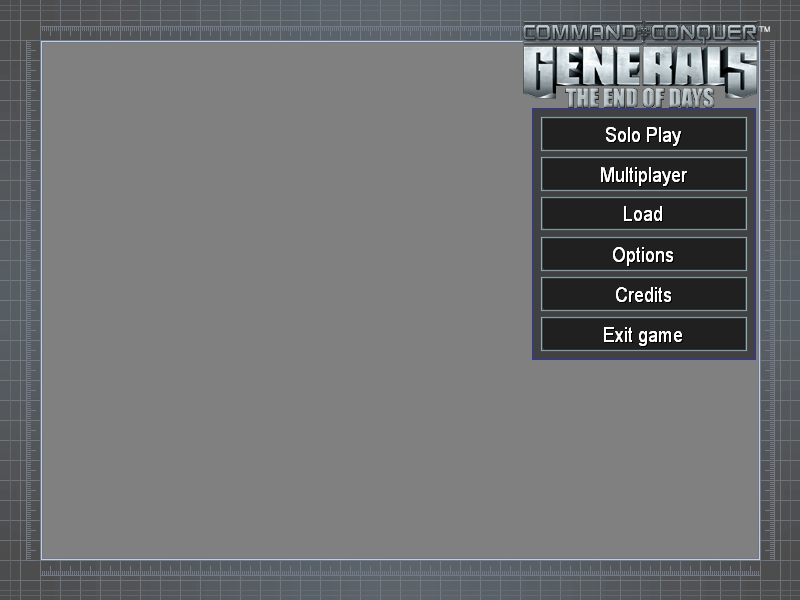 COMMAND & CONQUER™
GENERALS
THE END OF DAYS
Solo Play
Multiplayer
Load
Options
Credits
Exit game